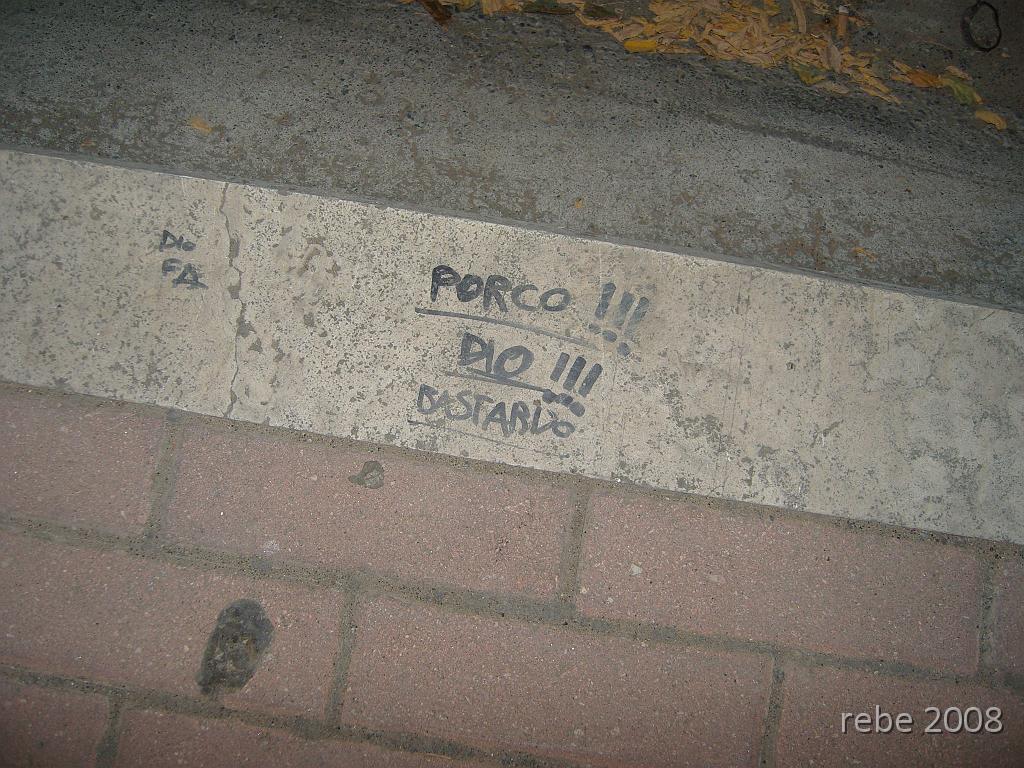 DIO
FA
PORCO !!!
DIO !!!
BASTARDO
rebe 2008